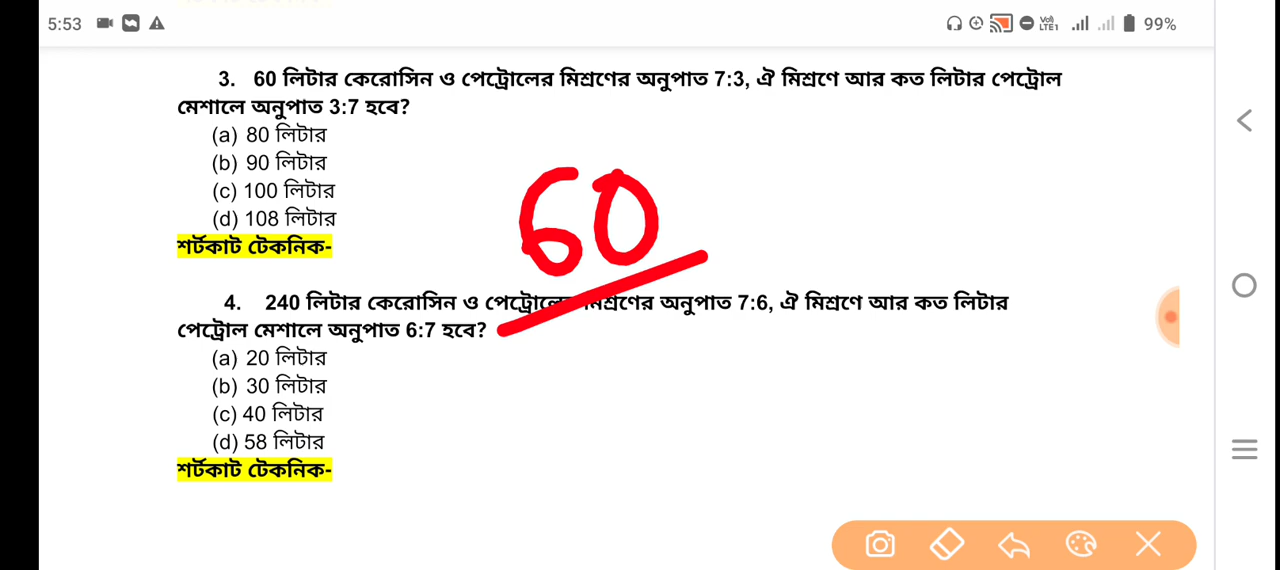 5:53 Vo) LTE1 99%
3. 60 লিটার কেরোসিন ও পেট্রোলের মিশ্রণের অনুপাত 7:3, ঐ মিশ্রণে আর কত লিটার পেট্রোল
মেশালে অনুপাত 3:7 হবে?
(a) 80 লিটার
(b) 90 লিটার
(c) 100 লিটার
(d) 108 লিটার
শর্টকাট টেকনিক-
60
4. 240 লিটার কেরোসিন ও পেট্রোলের মিশ্রণের অনুপাত 7:6, ঐ মিশ্রণে আর কত লিটার
পেট্রোল মেশালে অনুপাত 6:7 হবে?
(a) 20 লিটার
(b) 30 লিটার
(c) 40 লিটার
(d) 58 লিটার
শর্টকাট টেকনিক-